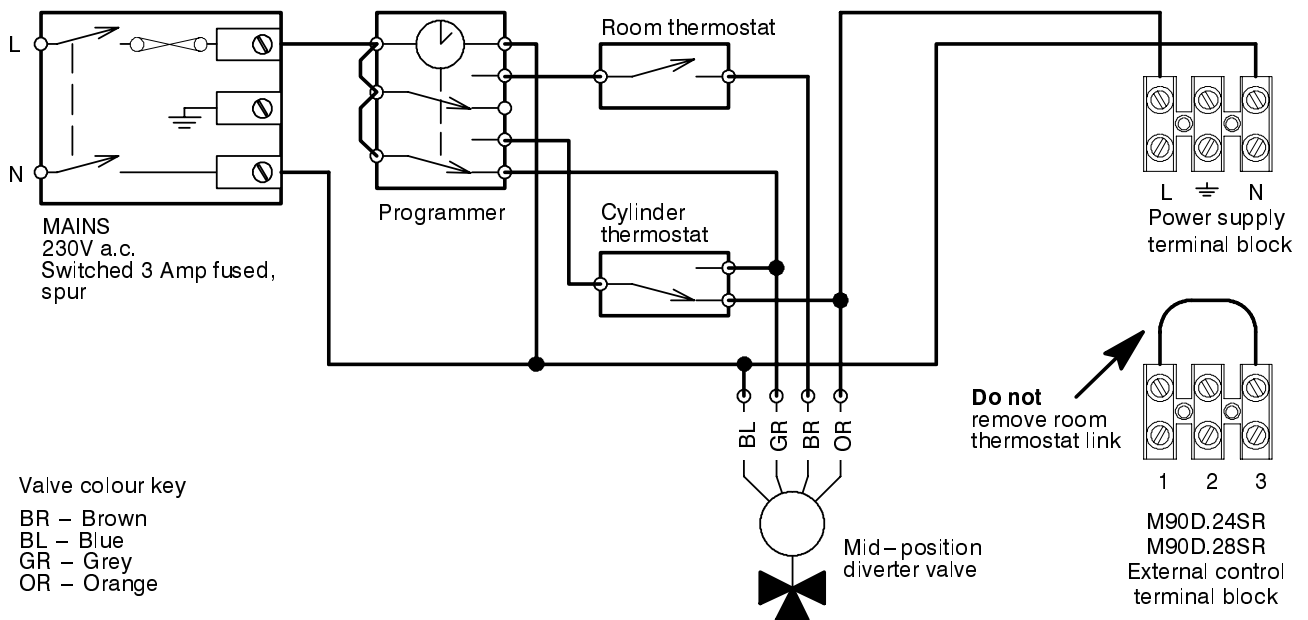 L
N
MAINS
230V a.c.
Switched 3 Amp fused,
spur
Programmer
Room thermostat
Cylinder
thermostat
L
N
Power supply
terminal block
Do not
remove room
thermostat link
1 2 3
M90D.24SR
M90D.28SR
External control
terminal block
BL
GR
BR
OR
Mid–position
diverter valve
Valve colour key
BR – Brown
BL – Blue
GR – Grey
OR – Orange